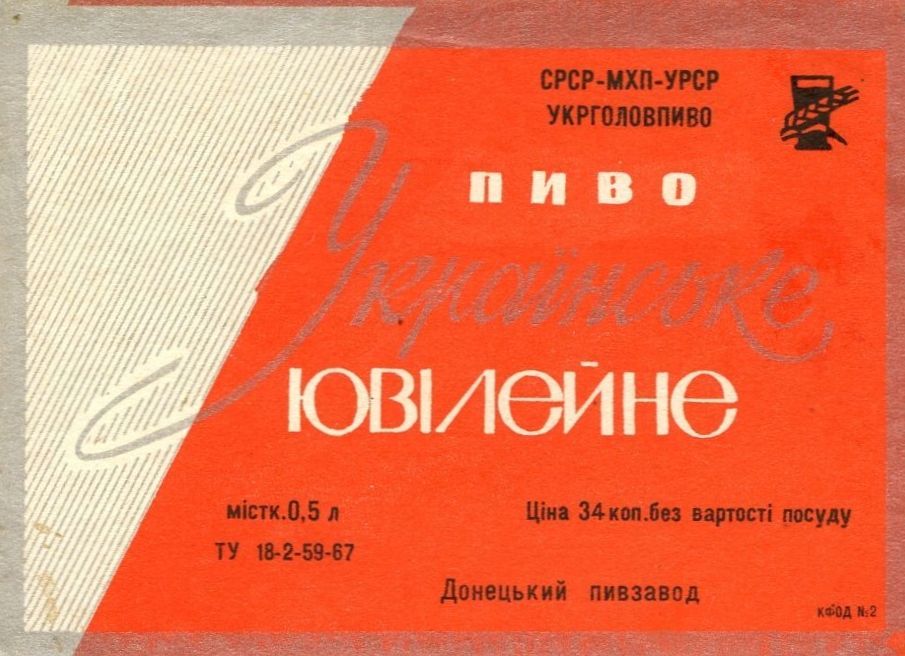 СРСР-МХП-УРСР
УКРГОЛОВПИВО
ПИВО
Українське
ЮВІЛЕЙНЕ
містк.0,5 л
Ціна 34 коп.без вартості посуду
ТУ 18-2-59-67
Донецький пивзавод
КФОД №2